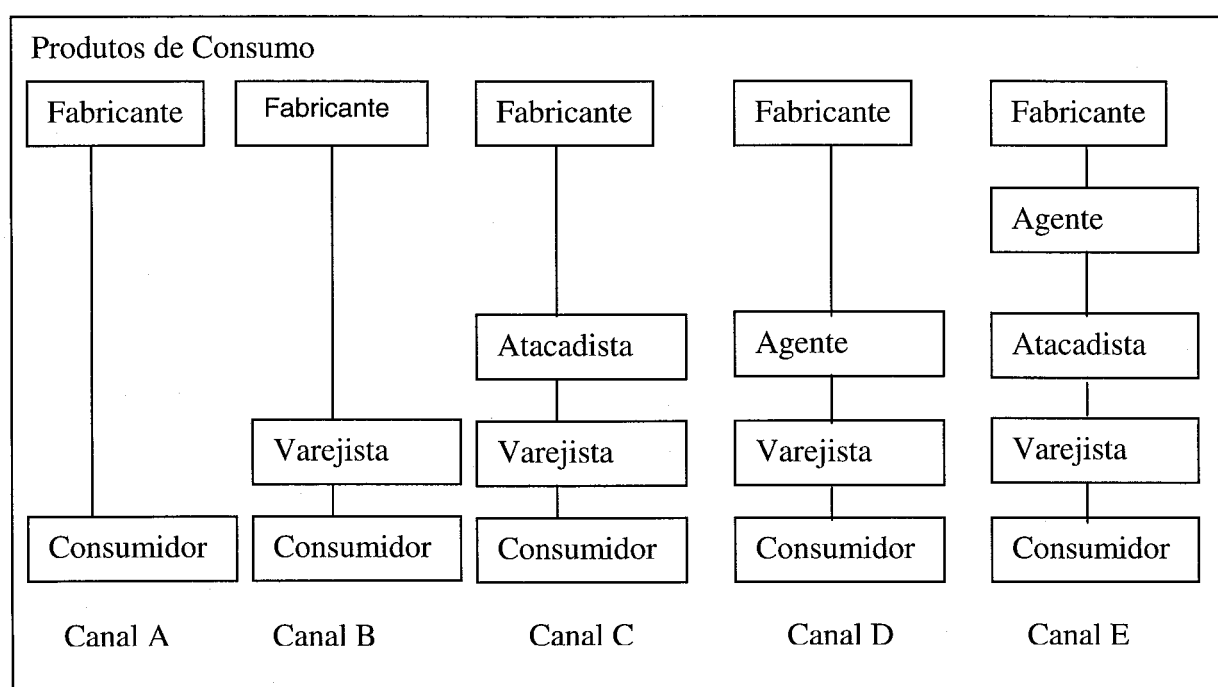 Produtos de Consumo
Fabricante Fabricante Fabricante Fabricante Fabricante
Agente
Atacadista Agente Atacadista
Varejista Varejista Varejista Varejista
Consumidor Consumidor Consumidor Consumidor Consumidor
Canal A Canal B Canal C Canal D Canal E